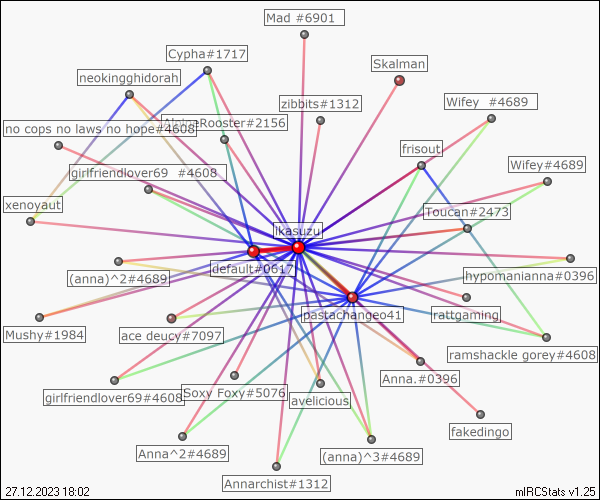 Mad #6901
Cypha#1717
Skalman
neokingghidorah
zibbits#1312
Wifey  #4689
AlpineRooster#2156
no cops no laws no hope#4608
frisout
girlfriendlover69  #4608
Wifey#4689
xenoyaut
Toucan#2473
ikasuzu
default#0617
(anna)^2#4689
hypomanianna#0396
pastachangeo41
rattgaming
Mushy#1984
ace deucy#7097
ramshackle gorey#4608
Anna.#0396
girlfriendlover69#4608
Soxy Foxy#5076
avelicious
fakedingo
Anna^2#4689
(anna)^3#4689
Annarchist#1312
27.12.2023 18:02
mIRCStats v1.25